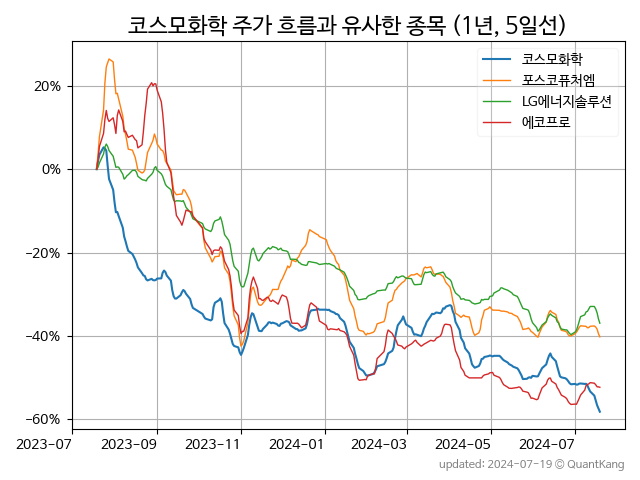 코스모화학 주가 흐름과 유사한 종목 (1년, 5일선)
코스모화학
포스코퓨처엠
LG에너지솔루션
에코프로
20%
0%
−20%
−40%
−60%
2023-07 2023-09 2023-11 2024-01 2024-03 2024-05 2024-07
updated: 2024-07-19 © QuantKang